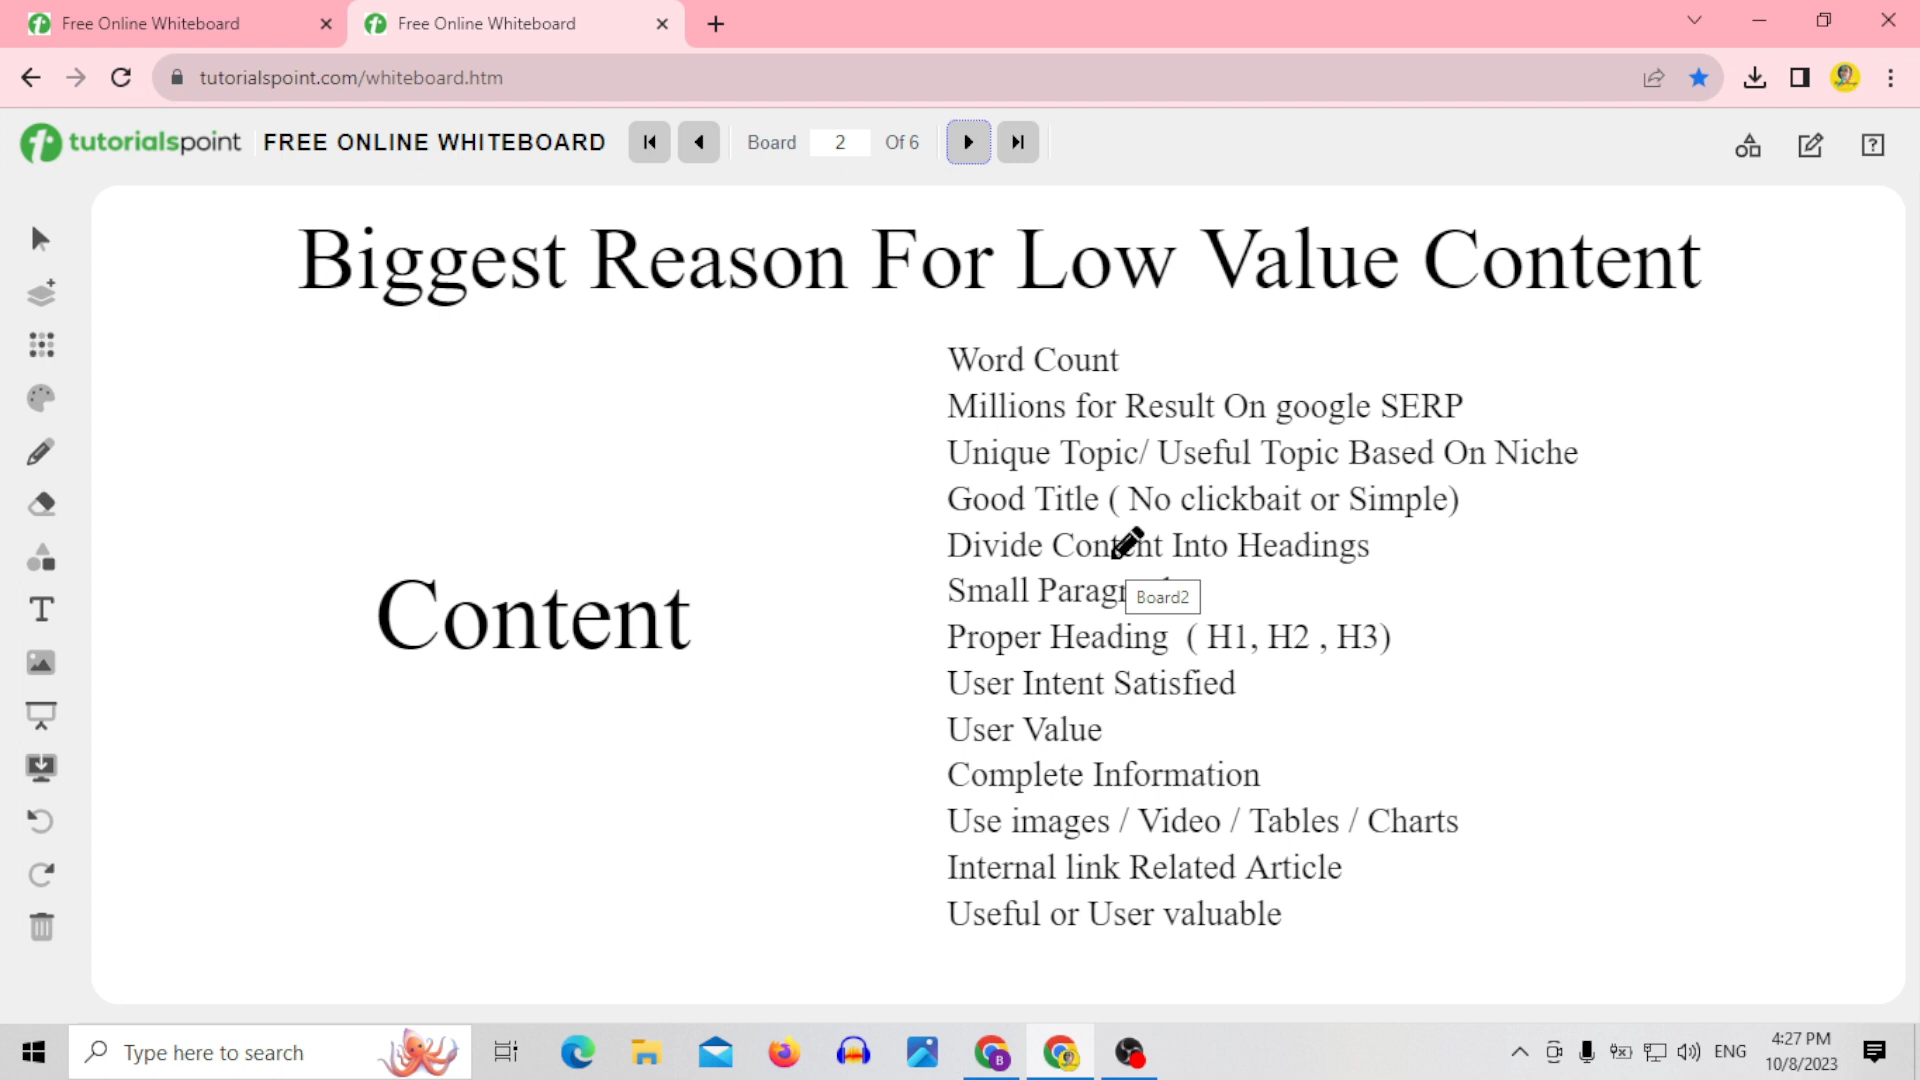 Free Online Whiteboard
Free Online Whiteboard
tutorialspoint.com/whiteboard.htm
tutorialspoint FREE ONLINE WHITEBOARD Board 2 Of 6
Biggest Reason For Low Value Content
Content
Word Count
Millions for Result On google SERP
Unique Topic/ Useful Topic Based On Niche
Good Title ( No clickbait or Simple)
Divide Content Into Headings
Small
Board2
Proper Heading ( H1, H2 , H3)
User Intent Satisfied
User Value
Complete Information
Use images / Video / Tables / Charts
Internal link Related Article
Useful or User valuable
Type here to search
ENG
4:27 PM
10/8/2023